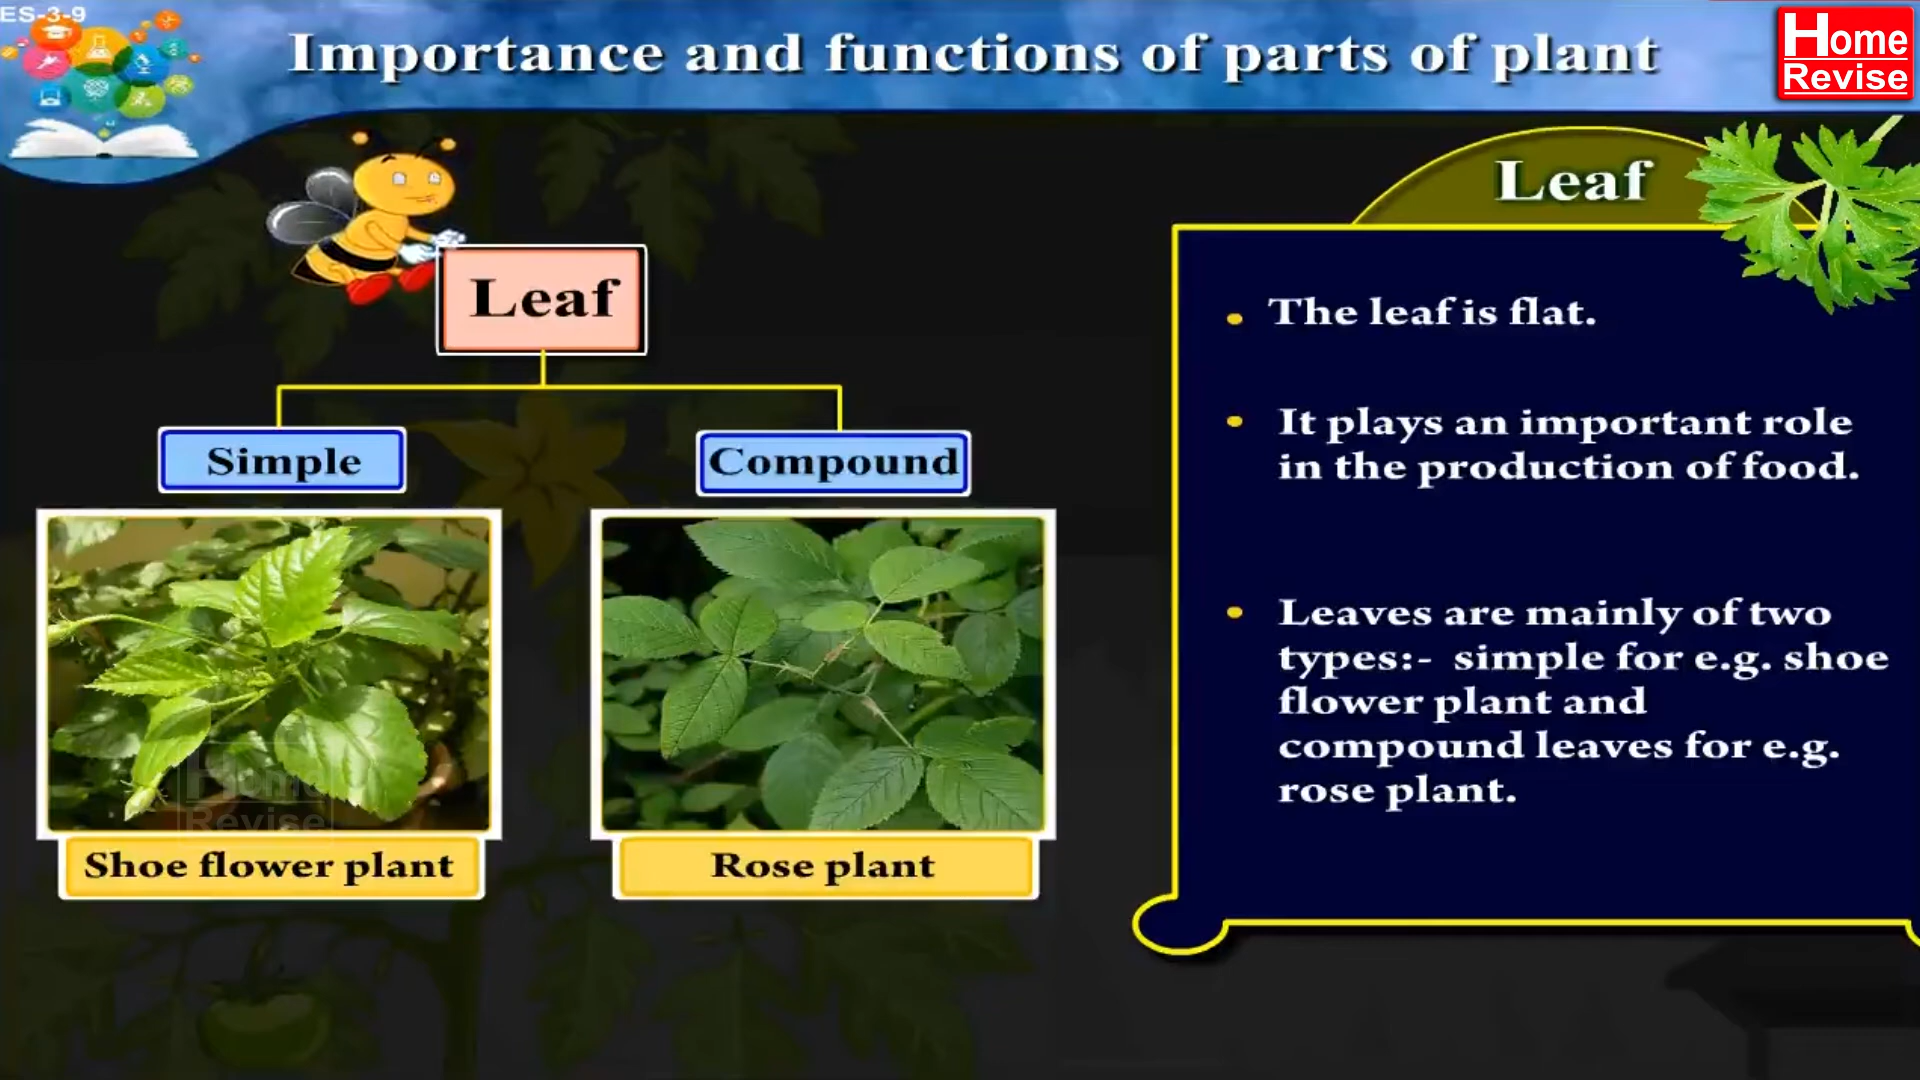 ES-3-9
Importance and functions of parts of plant
Home
Revise
Leaf
Simple
Compound
Home
Revise
Shoe flower plant
Rose plant
Leaf
• The leaf is flat.
• It plays an important role
in the production of food.
• Leaves are mainly of two
types:- simple for e.g. shoe
flower plant and
compound leaves for e.g.
rose plant.